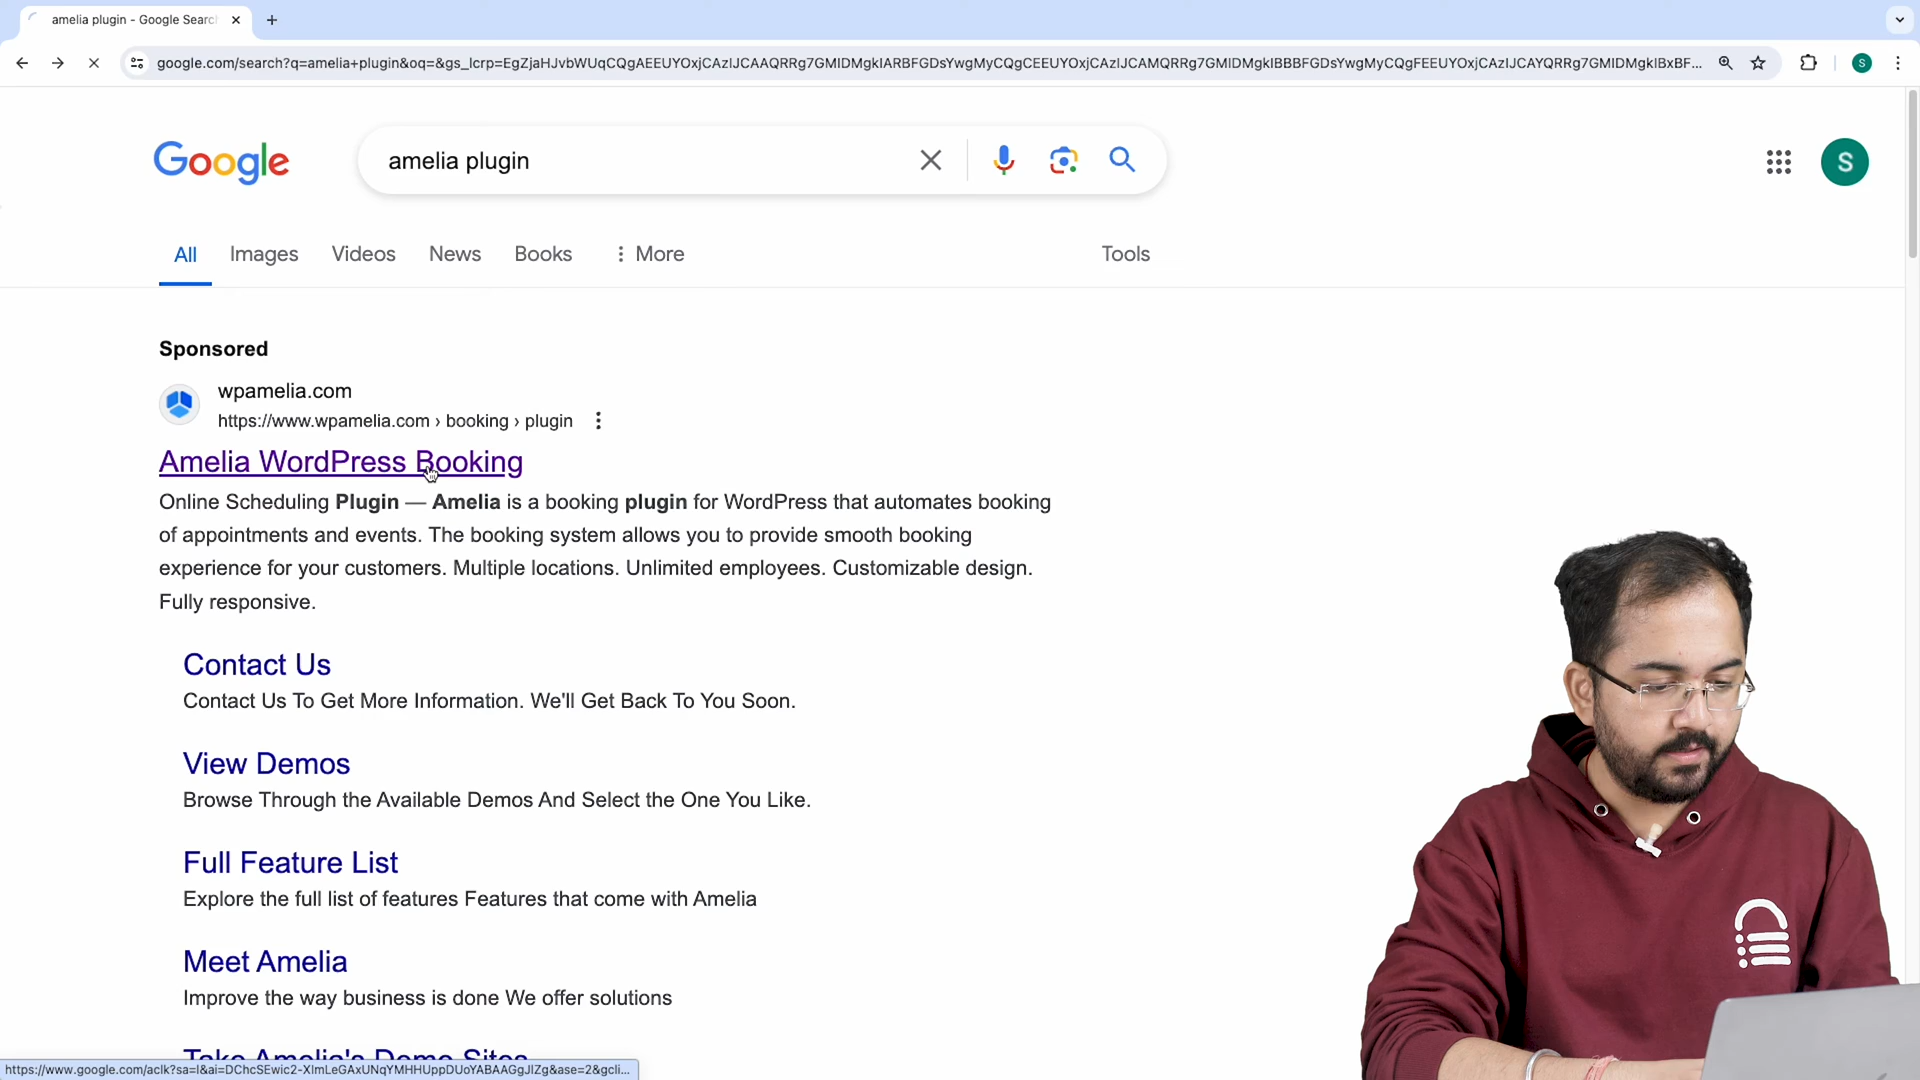 amelia plugin - Google Searc
google.com/search?q=amelia+plugin&oq=&gs_lcrp=EgZjaHJvbWUqCQgAEEUYOxjCAzIJCAAQRRg7GMIDMgkIARBFGDsYwgMyCQgCEEUYOxjCAzIJCAMQRRg7GMIDMgkIBBBFGDsYwgMyCQgFEEUYOxjCAzIJCAYQRRg7GMIDMgkIBxBF...
S
Google
amelia plugin
S
All Images Videos News Books More Tools
Sponsored
wpamelia.com
https://www.wpamelia.com › booking › plugin
Amelia WordPress Booking
Online Scheduling Plugin — Amelia is a booking plugin for WordPress that automates booking
of appointments and events. The booking system allows you to provide smooth booking
experience for your customers. Multiple locations. Unlimited employees. Customizable design.
Fully responsive.
Contact Us
Contact Us To Get More Information. We'll Get Back To You Soon.
View Demos
Browse Through the Available Demos And Select the One You Like.
Full Feature List
Explore the full list of features Features that come with Amelia
Meet Amelia
Improve the way business is done We offer solutions
Take Amelia's Demo Sites
https://www.google.com/aclk?sa=l&ai=DChcSEwic2-XlmLeGAxUNqYMHHUppDUoYABAAGgJlZg&ase=2&gcli...